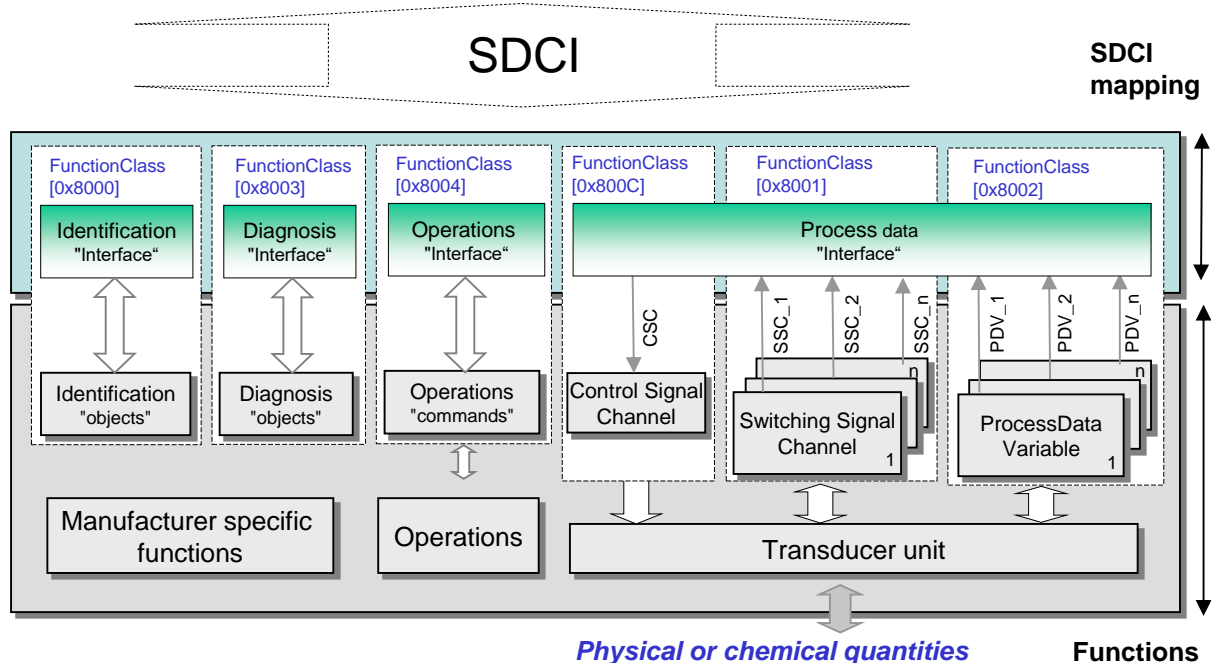 SDCI
SDCI
mapping
FunctionClass
[0x8000]
FunctionClass
[0x8003]
FunctionClass
[0x8004]
FunctionClass
[0x800C]
FunctionClass
[0x8001]
FunctionClass
[0x8002]
Identification
"Interface“
Diagnosis
"Interface“
Operations
"Interface“
Process data
"Interface“
CSC
SSC_1
SSC_2
SSC_n
PDV_1
PDV_2
PDV_n
Identification
"objects"
Diagnosis
"objects"
Operations
"commands"
Control Signal
Channel
n
Switching Signal
Channel
1
n
ProcessData
Variable
1
Manufacturer specific
functions
Operations
Transducer unit
Physical or chemical quantities
Functions